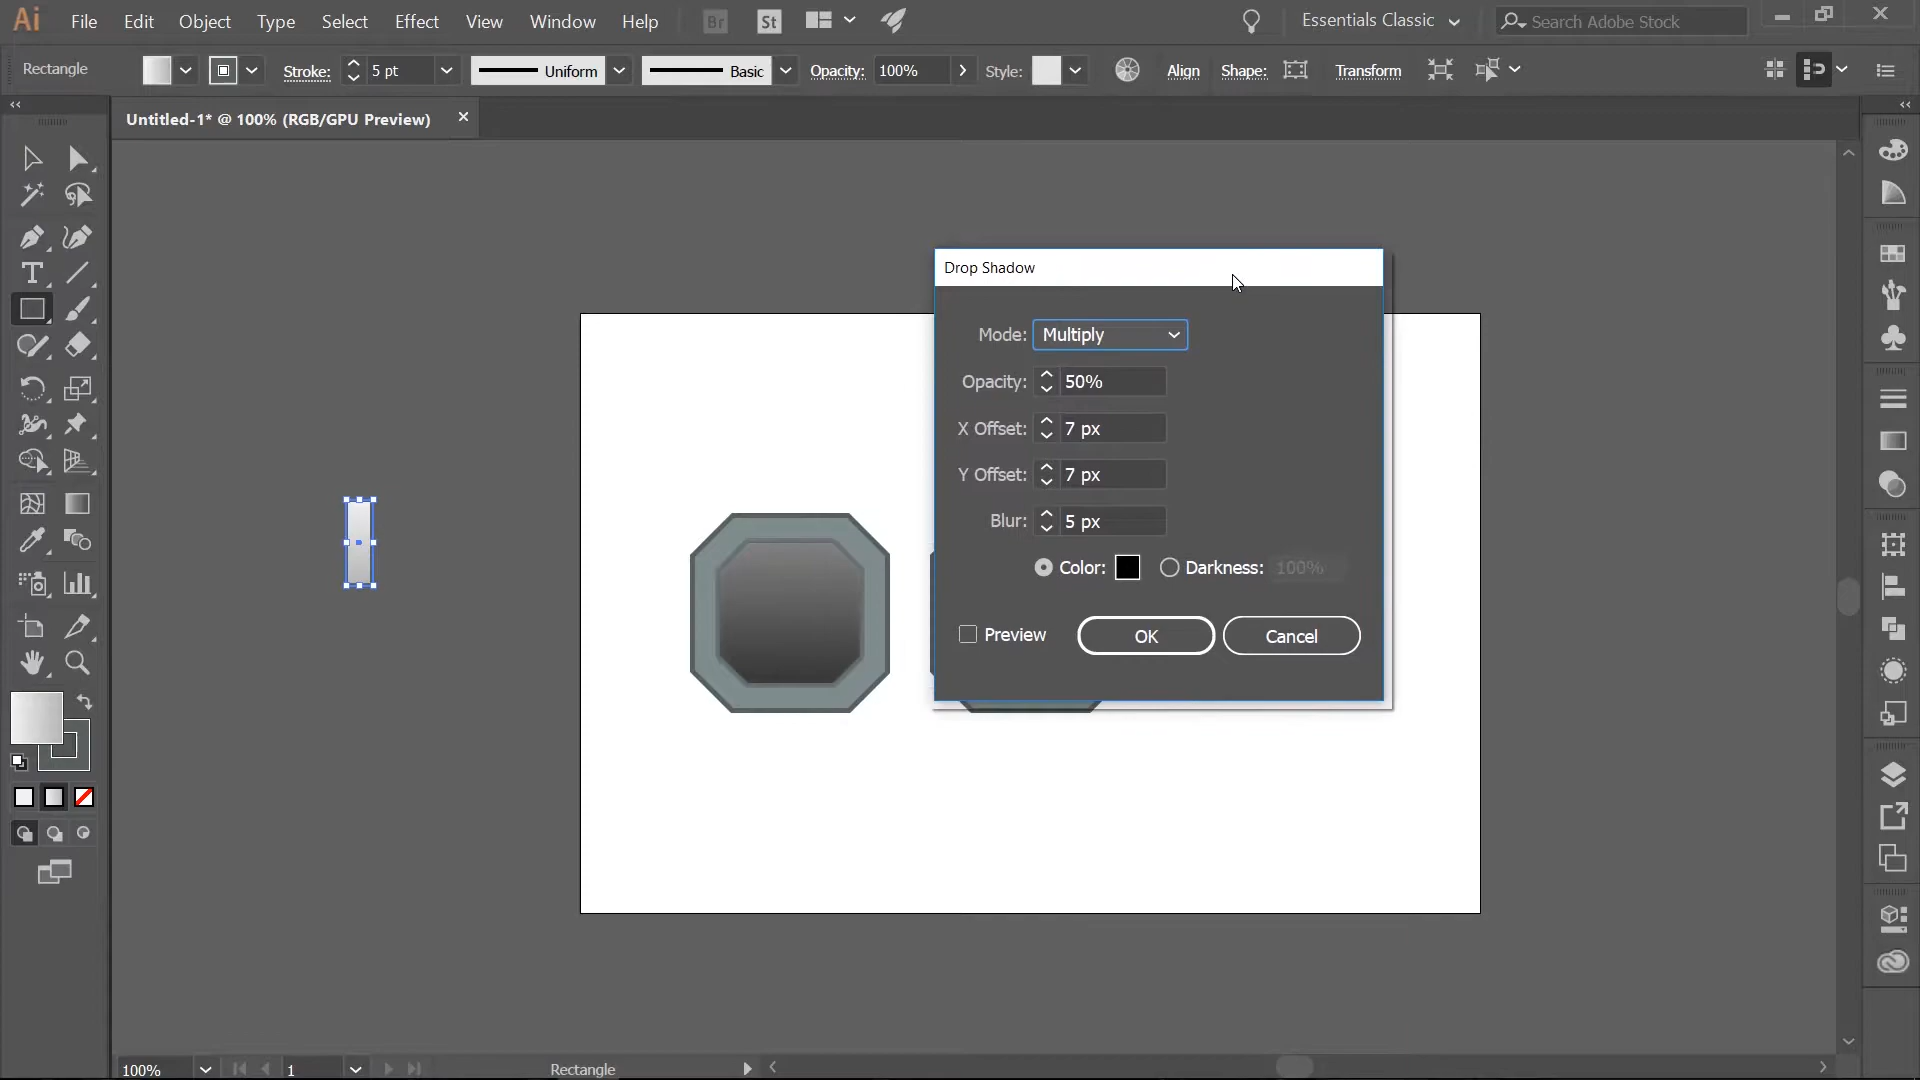 Ai File Edit Object Type Select Effect View Window Help Br St Essentials Classic Search Adobe Stock
Rectangle Stroke: 5 pt Uniform Basic Opacity: 100% Style: Align Shape: Transform
Untitled-1* @ 100% (RGB/GPU Preview)
Drop Shadow
Mode: Multiply
Opacity: 50%
X Offset: 7 px
Y Offset: 7 px
Blur: 5 px
Color: Darkness: 100%
Preview OK Cancel
100% 1 Rectangle